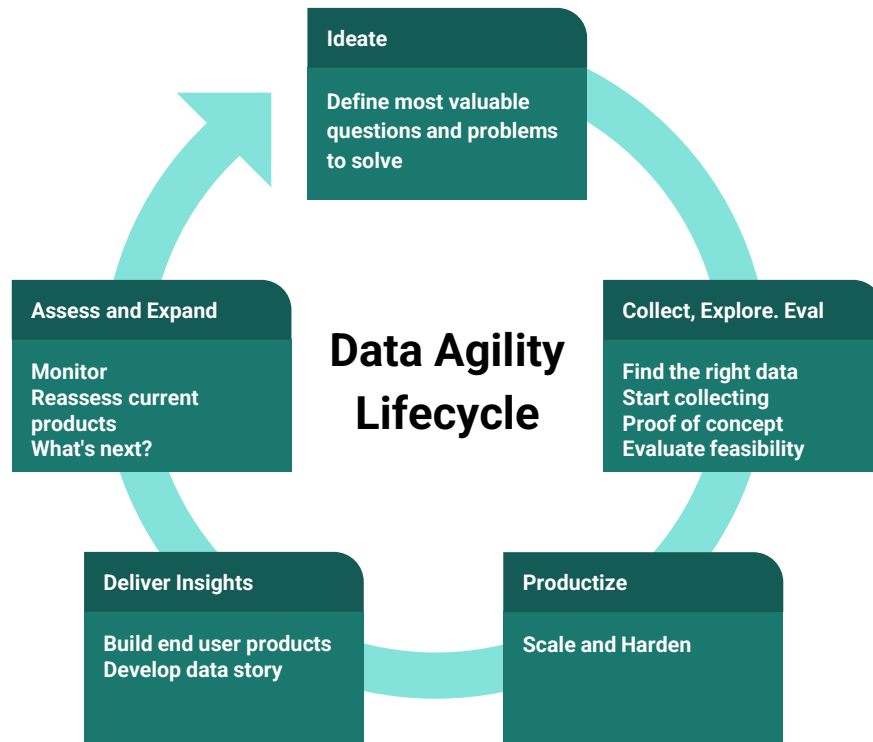 Ideate
Define most valuable
questions and problems
to solve
Assess and Expand
Monitor
Reassess current
products
What's next?
Data Agility
Lifecycle
Collect, Explore. Eval
Find the right data
Start collecting
Proof of concept
Evaluate feasibility
Deliver Insights
Build end user products
Develop data story
Productize
Scale and Harden